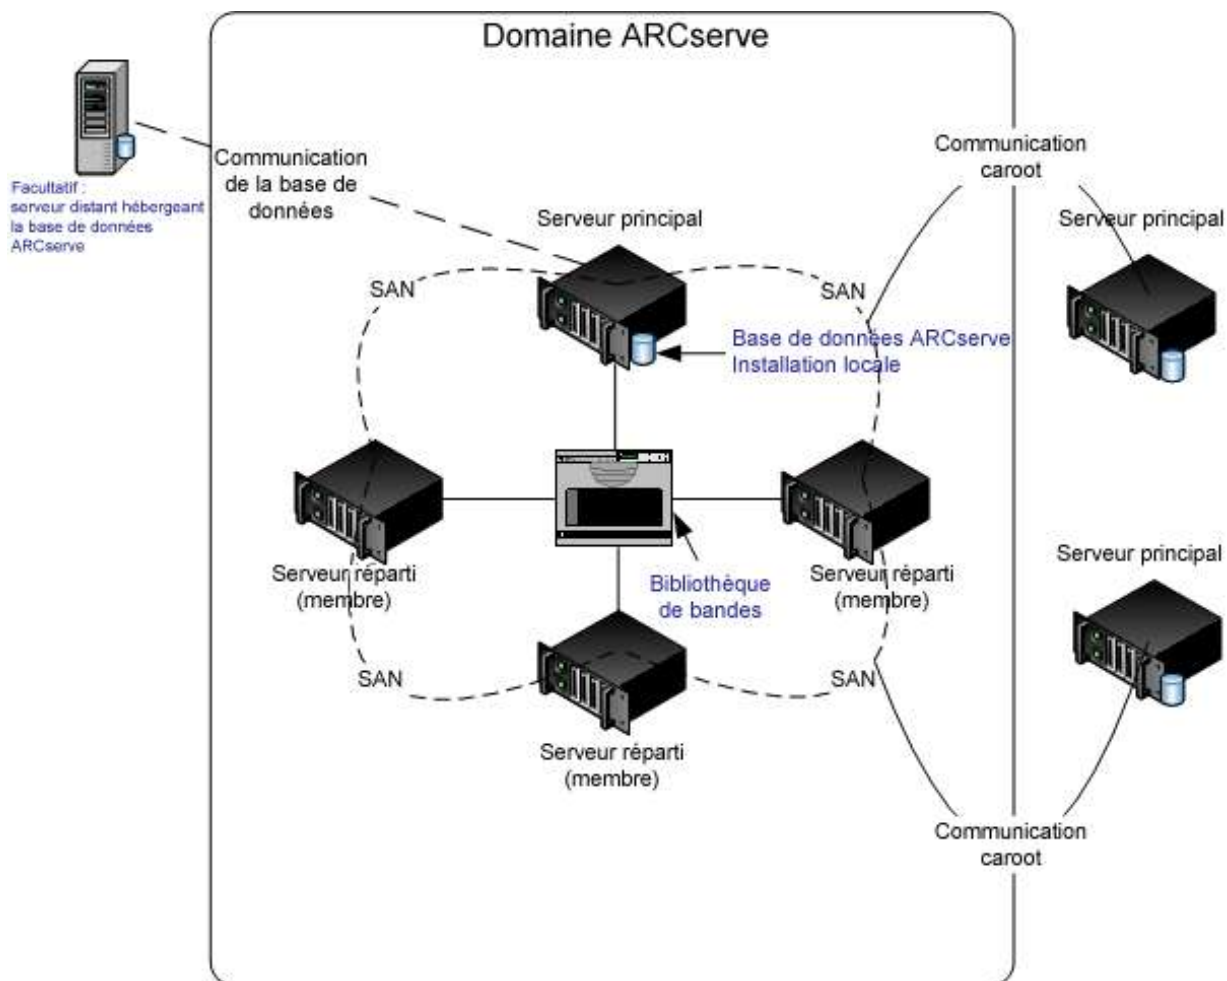 Domaine ARCserve
Communication
de la base de
données
Facultatif :
serveur distant hébergeant
la base de données
ARCserve
Communication
caroot
Serveur principal
Serveur principal
SAN
SAN
Base de données ARCserve
Installation locale
Serveur réparti
(membre)
Bibliothèque
de bandes
Serveur réparti
(membre)
Serveur principal
SAN
SAN
Serveur réparti
(membre)
Communication
caroot